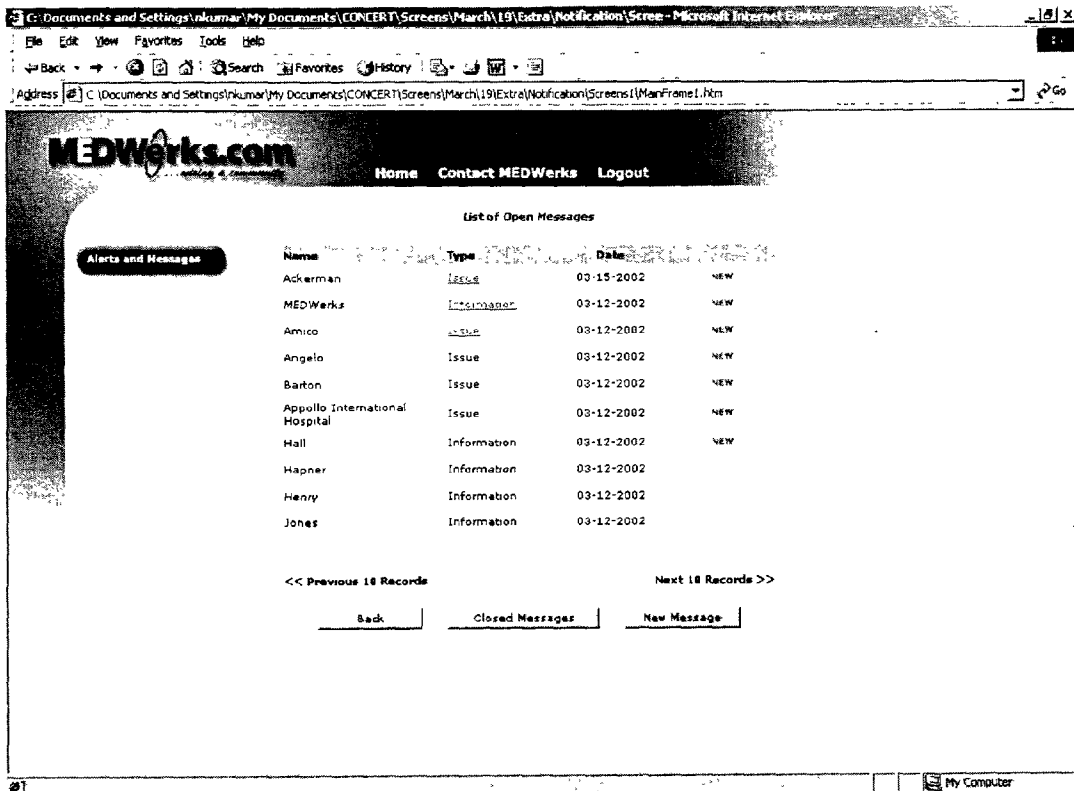 C:\Documents and Settings\nkumar\My Documents\CONCERT\Screens\March\19\Extra\Notification\Scree - Microsoft Internet Explorer
File Edit View Favorites Tools Help
Back Search Favorites History
Address C:\Documents and Settings\nkumar\My Documents\CONCERT\Screens\March\19\Extra\Notification\Screens1\MainFrame1.htm Go
MEDWerks.com
Home Contact MEDWerks Logout
List of Open Messages
Alerts and Messages
Name Type Date
Ackerman Issue 03-15-2002 NEW
MEDWerks Information 03-12-2002 NEW
Amico Issue 03-12-2002 NEW
Angelo Issue 03-12-2002 NEW
Barton Issue 03-12-2002 NEW
Appollo International
Hospital Issue 03-12-2002 NEW
Hall Information 03-12-2002 NEW
Hapner Information 03-12-2002
Henry Information 03-12-2002
Jones Information 03-12-2002
<< Previous 10 Records Next 10 Records >>
Back Closed Messages New Message
My Computer